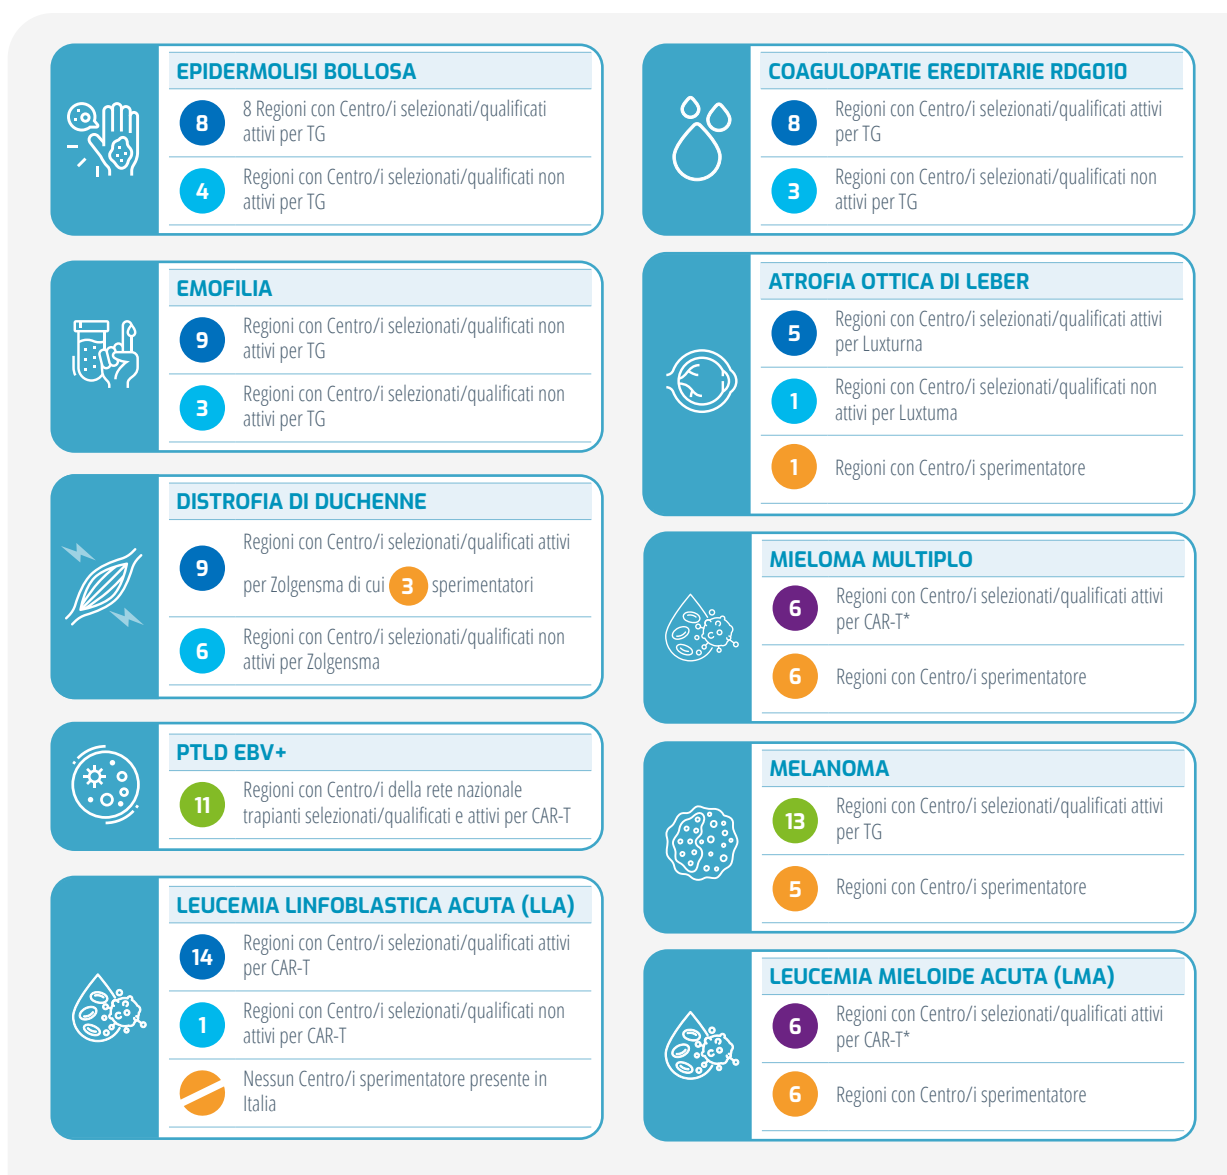 EPIDERMOLISI BOLLOSA
8
8 Regioni con Centro/i selezionati/qualificati
attivi per TG
4
Regioni con Centro/i selezionati/qualificati non
attivi per TG
EMOFILIA
9
Regioni con Centro/i selezionati/qualificati non
attivi per TG
3
Regioni con Centro/i selezionati/qualificati non
attivi per TG
DISTROFIA DI DUCHENNE
9
Regioni con Centro/i selezionati/qualificati attivi
per Zolgensma di cui 3 sperimentatori
6
Regioni con Centro/i selezionati/qualificati non
attivi per Zolgensma
PTLD EBV+
11
Regioni con Centro/i della rete nazionale
trapianti selezionati/qualificati e attivi per CAR-T
LEUCEMIA LINFOBLASTICA ACUTA (LLA)
14
Regioni con Centro/i selezionati/qualificati attivi
per CAR-T
1
Regioni con Centro/i selezionati/qualificati non
attivi per CAR-T
Nessun Centro/i sperimentatore presente in
Italia
COAGULOPATIE EREDITARIE RDG010
8
Regioni con Centro/i selezionati/qualificati attivi
per TG
3
Regioni con Centro/i selezionati/qualificati non
attivi per TG
ATROFIA OTTICA DI LEBER
5
Regioni con Centro/i selezionati/qualificati attivi
per Luxturna
1
Regioni con Centro/i selezionati/qualificati non
attivi per Luxtuma
1
Regioni con Centro/i sperimentatore
MIELOMA MULTIPLO
6
Regioni con Centro/i selezionati/qualificati attivi
per CAR-T*
6
Regioni con Centro/i sperimentatore
MELANOMA
13
Regioni con Centro/i selezionati/qualificati attivi
per TG
5
Regioni con Centro/i sperimentatore
LEUCEMIA MIELOIDE ACUTA (LMA)
6
Regioni con Centro/i selezionati/qualificati attivi
per CAR-T*
6
Regioni con Centro/i sperimentatore